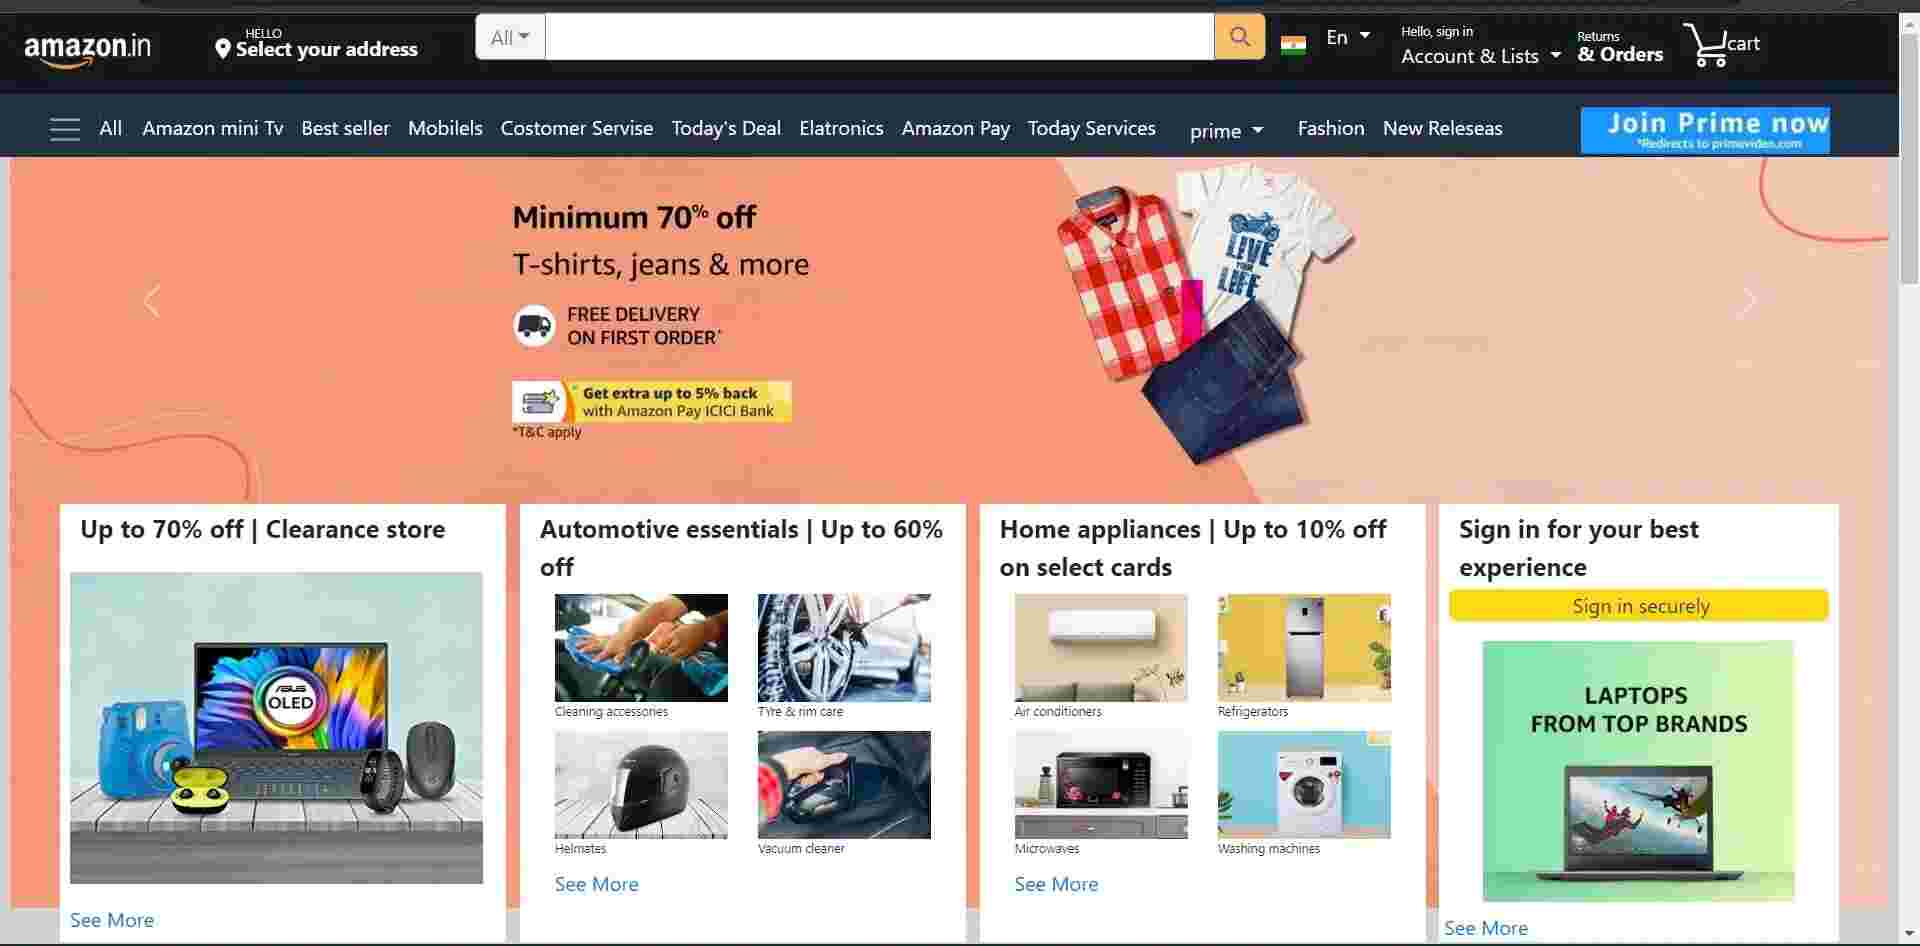 amazon.in
HELLO
Select your address
All
En
Hello, sign in
Account & Lists
Returns
& Orders
cart
All Amazon mini Tv Best seller Mobilels Costomer Servise Today's Deal Elatronics Amazon Pay Today Services prime Fashion New Releseas
Join Prime now
*Redirects to primevideo.com
Minimum 70% off
T-shirts, jeans & more
FREE DELIVERY
ON FIRST ORDER*
Get extra up to 5% back
with Amazon Pay ICICI Bank
*T&C apply
LIVE
YOUR
LIFE
Up to 70% off | Clearance store
ASUS
OLED
See More
Automotive essentials | Up to 60%
off
Cleaning accessories
TYre & rim care
Helmates
Vacuum cleaner
See More
Home appliances | Up to 10% off
on select cards
Air conditioners
Refrigerators
Microwaves
Washing machines
See More
Sign in for your best
experience
Sign in securely
LAPTOPS
FROM TOP BRANDS
See More